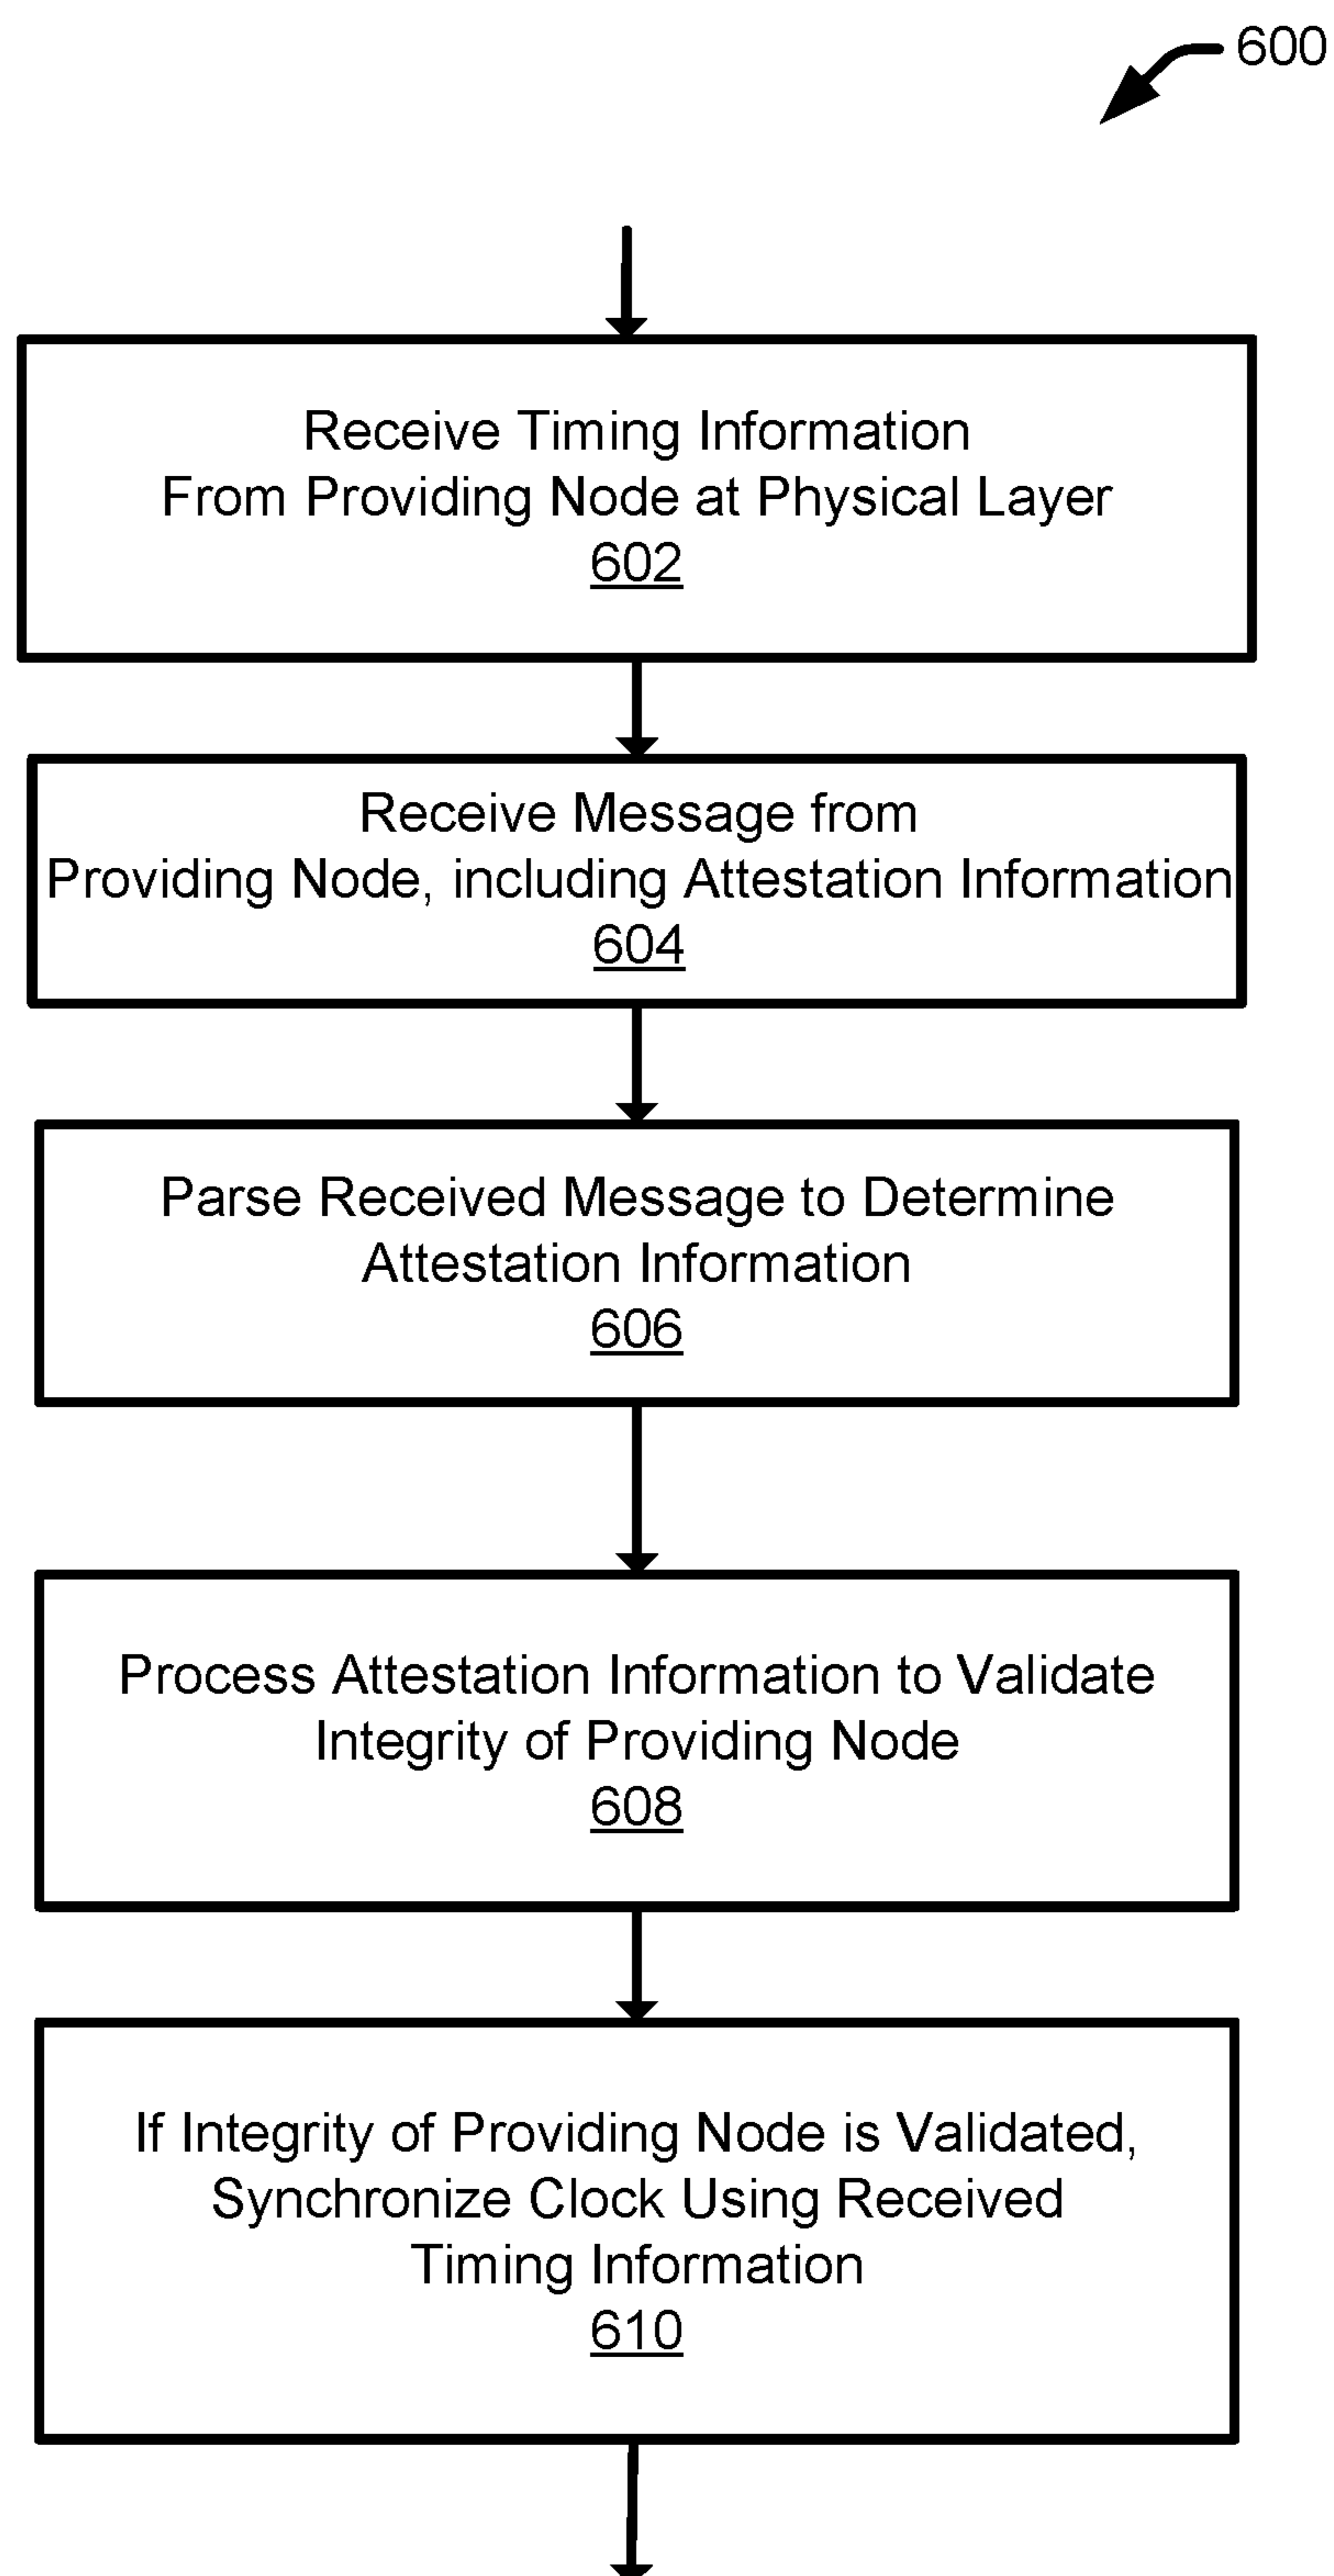 600
Receive Timing Information
From Providing Node at Physical Layer
602
Receive Message from
Providing Node, including Attestation Information
604
Parse Received Message to Determine
Attestation Information
606
Process Attestation Information to Validate
Integrity of Providing Node
608
If Integrity of Providing Node is Validated,
Synchronize Clock Using Received
Timing Information
610